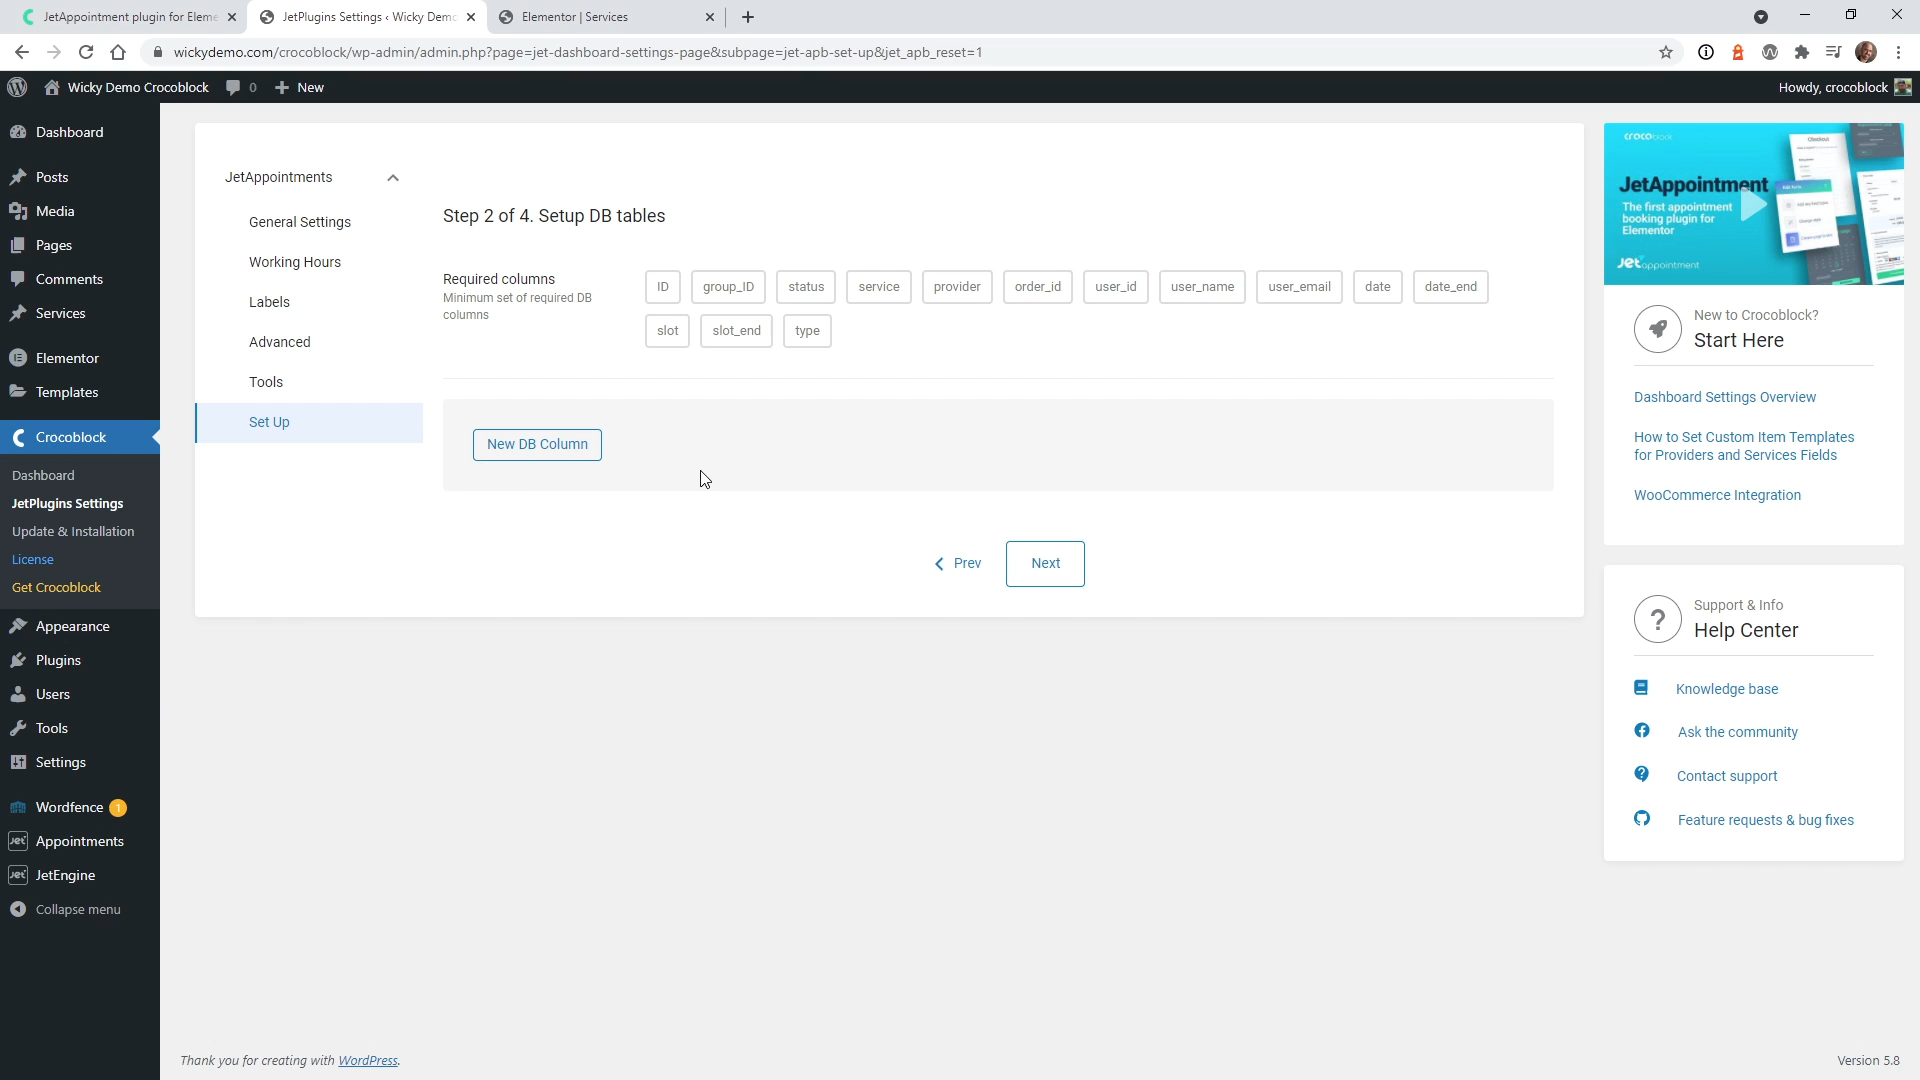 JetAppointment plugin for Eleme
JetPlugins Settings ‹ Wicky Demo
Elementor | Services
wickydemo.com/crocoblock/wp-admin/admin.php?page=jet-dashboard-settings-page&subpage=jet-apb-set-up&jet_apb_reset=1
Wicky Demo Crocoblock
0
New
Howdy, crocoblock
Dashboard
Posts
Media
Pages
Comments
Services
Elementor
Templates
Crocoblock
Dashboard
JetPlugins Settings
Update & Installation
License
Get Crocoblock
Appearance
Plugins
Users
Tools
Settings
Wordfence 1
Appointments
JetEngine
Collapse menu
JetAppointments
General Settings
Working Hours
Labels
Advanced
Tools
Set Up
Step 2 of 4. Setup DB tables
Required columns
Minimum set of required DB
columns
ID group_ID status service provider order_id user_id user_name user_email date date_end
slot slot_end type
New DB Column
Prev
Next
crocoblock
JetAppointment
The first appointment
booking plugin for
Elementor
Jet appointment
Checkout
New to Crocoblock?
Start Here
Dashboard Settings Overview
How to Set Custom Item Templates
for Providers and Services Fields
WooCommerce Integration
?
Support & Info
Help Center
Knowledge base
Ask the community
Contact support
Feature requests & bug fixes
Thank you for creating with WordPress.
Version 5.8